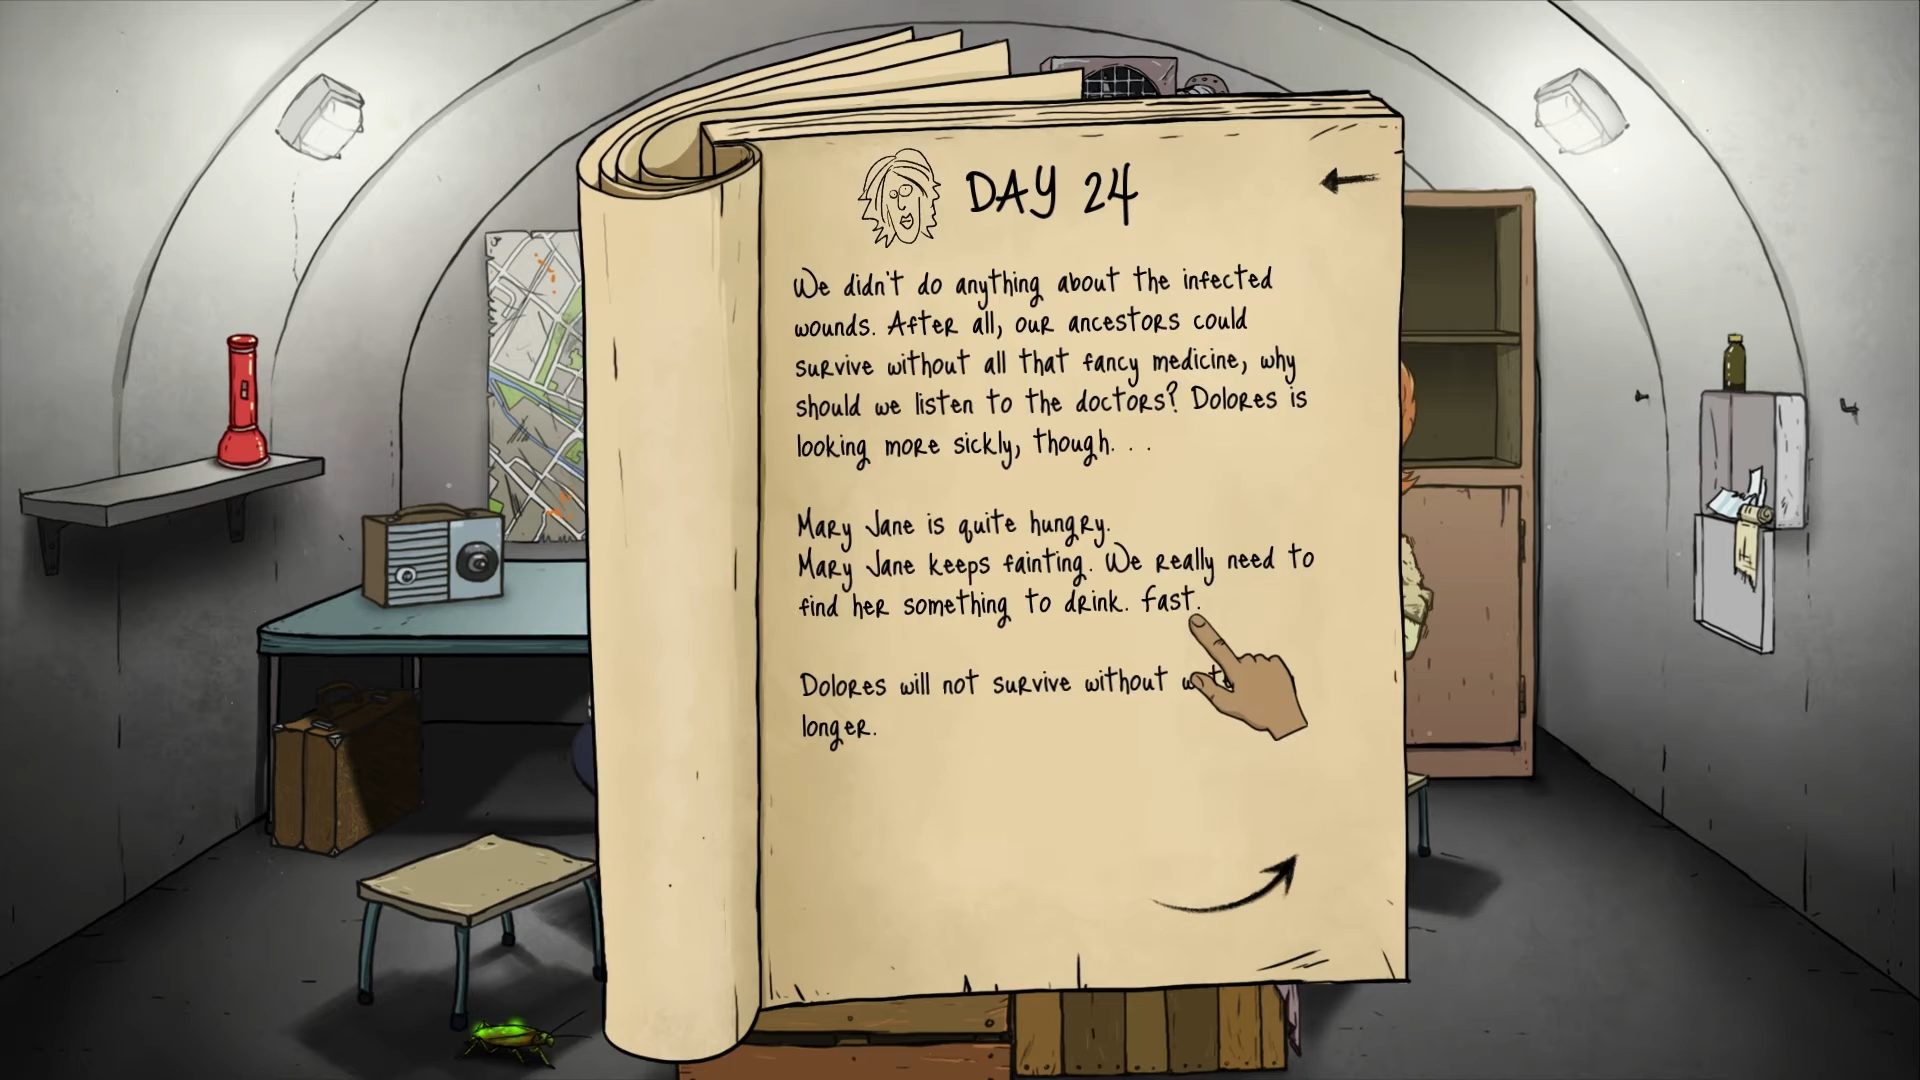 DAY 24
We didn't do anything about the infected
wounds. After all, our ancestors could
survive without all that fancy medicine, why
should we listen to the doctors? Dolores is
looking more sickly, though. . .
Mary Jane is quite hungry.
Mary Jane keeps fainting. We really need to
find her something to drink. fast.
Dolores will not survive without
longer.